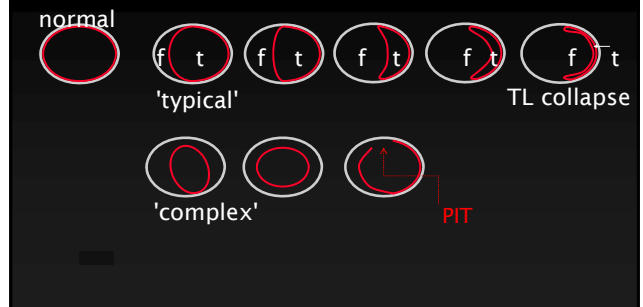 normal
f t f t f t f t f t
'typical' TL collapse
'complex' PIT